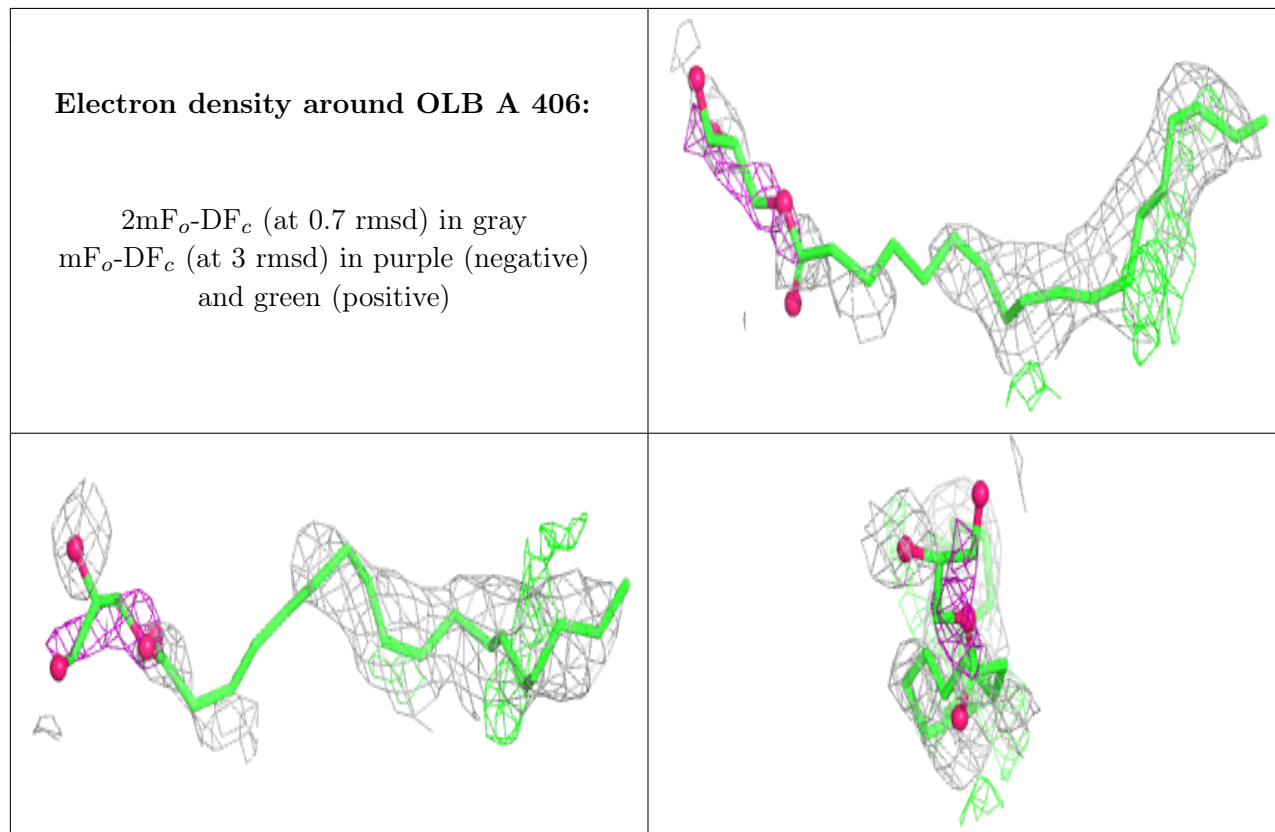 Electron density around OLB A 406:
2mFo-DFc (at 0.7 rmsd) in gray
mFo-DFc (at 3 rmsd) in purple (negative)
and green (positive)